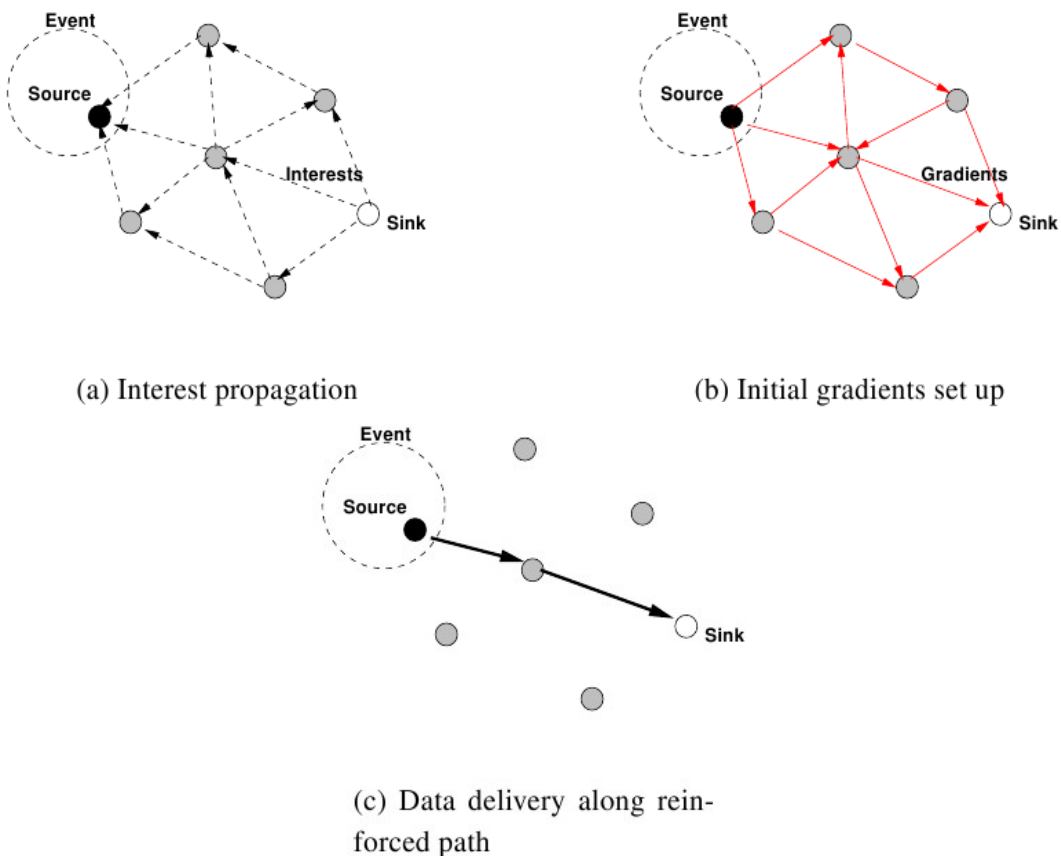 Event
Source
Interests
Sink
(a) Interest propagation
Event
Source
Gradients
Sink
(b) Initial gradients set up
Event
Source
Sink
(c) Data delivery along rein-
forced path